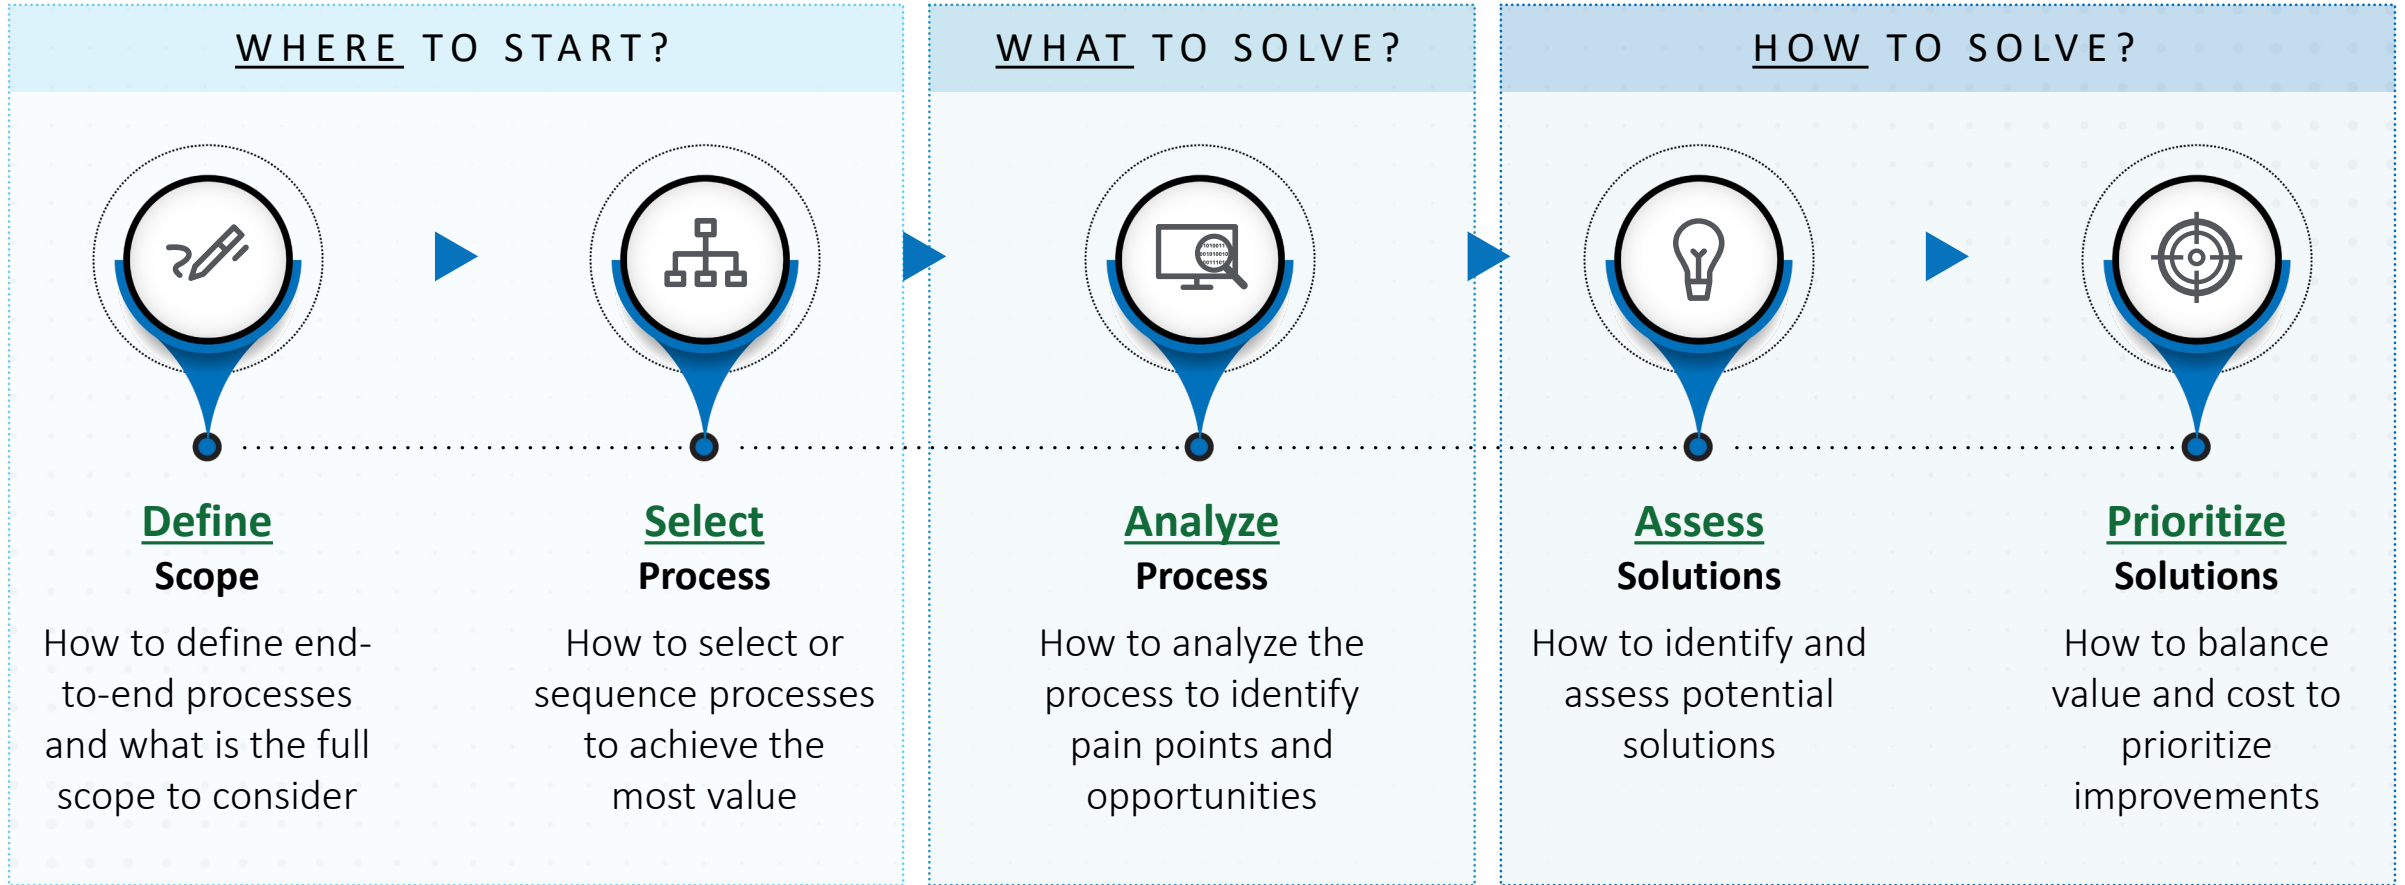 WHERE TO START?
Define
Scope
How to define end-
to-end processes
and what is the full
scope to consider
Select
Process
How to select or
sequence processes
to achieve the
most value
WHAT TO SOLVE?
Analyze
Process
How to analyze the
process to identify
pain points and
opportunities
HOW TO SOLVE?
Assess
Solutions
How to identify and
assess potential
solutions
Prioritize
Solutions
How to balance
value and cost to
prioritize
improvements